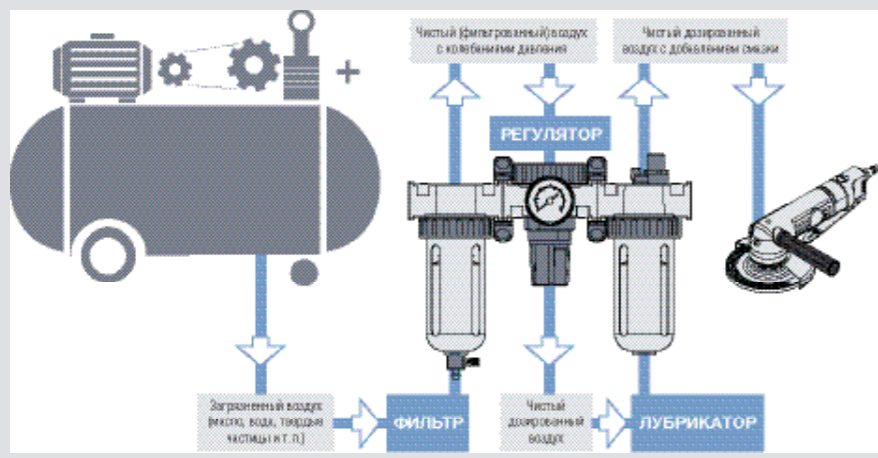 Чистый (фильтрованный) воздух
с колебаниями давления
Чистый дозированный
воздух с добавлением смазки
РЕГУЛЯТОР
Загрязненный воздух
(масло, вода, твердые
частицы и т. п.)
ФИЛЬТР
Чистый
дозированный
воздух
ЛУБРИКАТОР